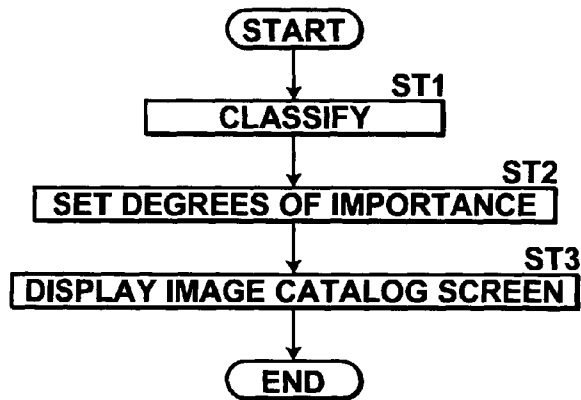 START
ST1
CLASSIFY
ST2
SET DEGREES OF IMPORTANCE
ST3
DISPLAY IMAGE CATALOG SCREEN
END